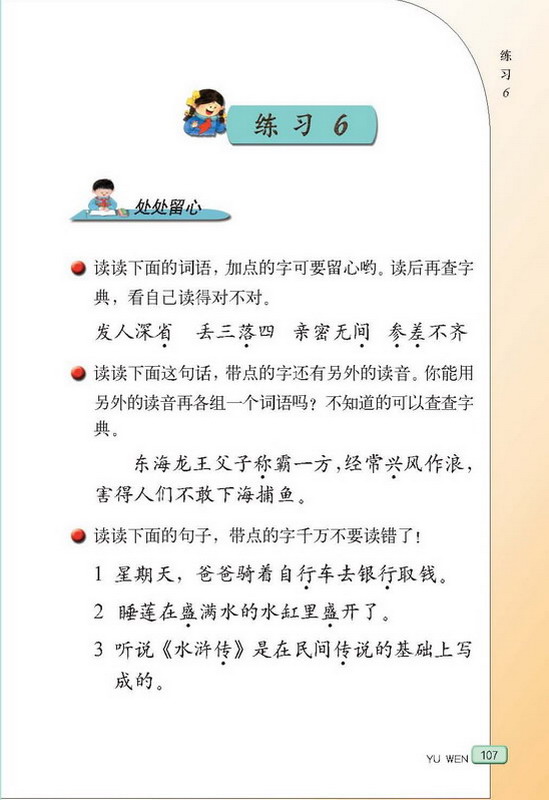 练
习
6
练 习 6
处处留心
读读下面的词语，加点的字可要留心哟。读后再查字
典，看自己读得对不对。
发人深省 丢三落四 亲密无间 参差不齐
读读下面这句话，带点的字还有另外的读音。你能用
另外的读音再各组一个词语吗？不知道的可以查查字
典。
东海龙王父子称霸一方，经常兴风作浪，
害得人们不敢下海捕鱼。
读读下面的句子，带点的字千万不要读错了！
1 星期天，爸爸骑着自行车去银行取钱。
2 睡莲在盛满水的水缸里盛开了。
3 听说《水浒传》是在民间传说的基础上写
成的。
YU WEN 107